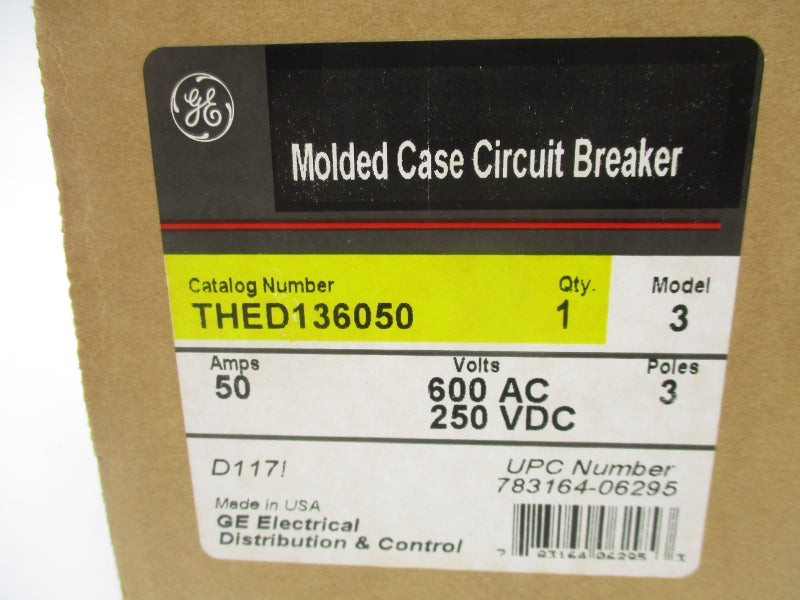 GE
Molded Case Circuit Breaker
Catalog Number Qty. Model
THED136050 1 3
Amps Volts Poles
50 600 AC 3
250 VDC
D117!
UPC Number
783164-06295
Made in USA
GE Electrical
Distribution & Control